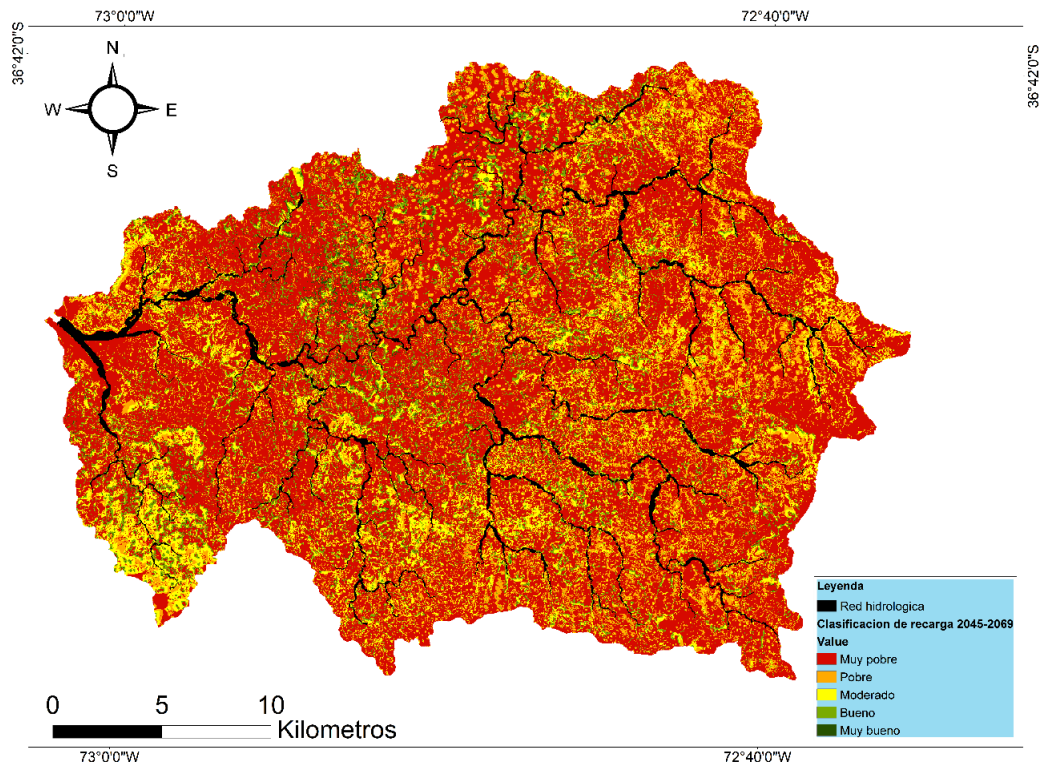 73°0'0"W 72°40'0"W
36°42'0"S
36°42'0"S
N
W E
S
Leyenda
Red hidrologica
Clasificacion de recarga 2045-2069
Value
Muy pobre
Pobre
Moderado
Bueno
Muy bueno
0 5 10
Kilometros
73°0'0"W 72°40'0"W